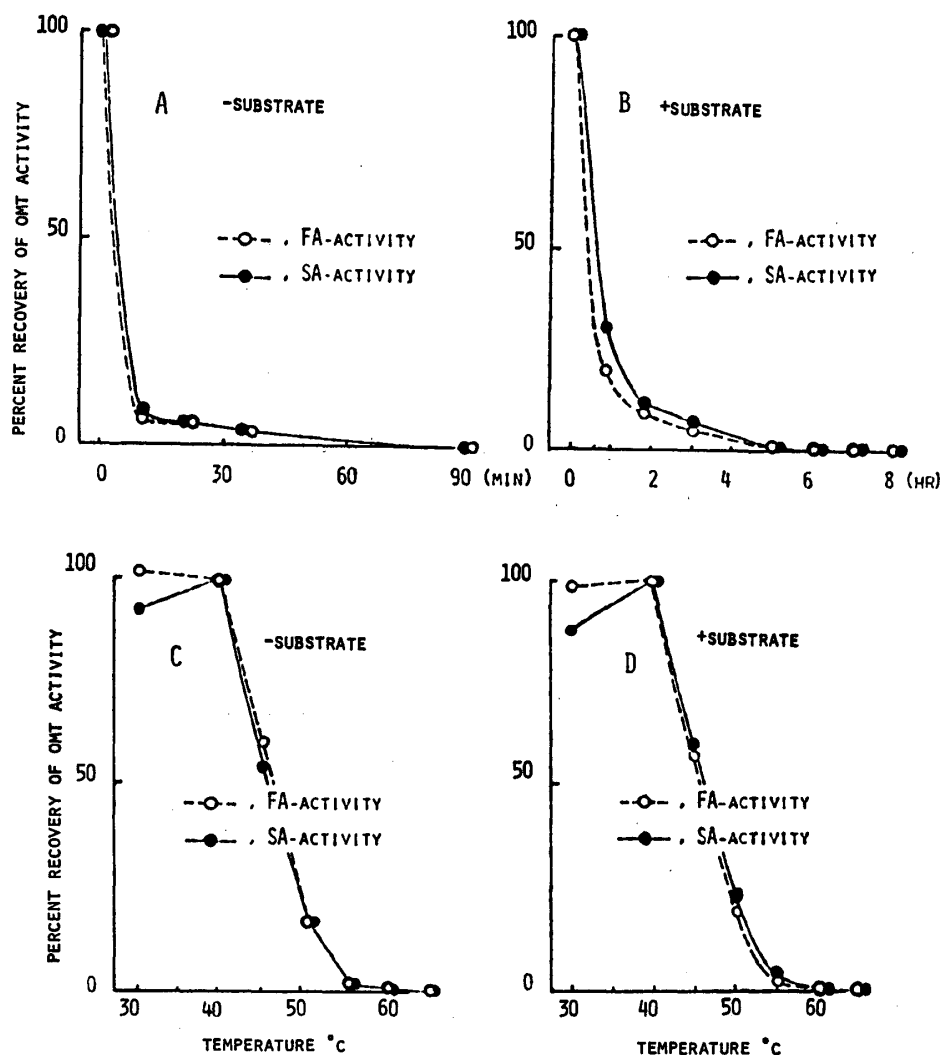 PERCENT RECOVERY OF OMT ACTIVITY
100
50
0
A
-SUBSTRATE
, FA-ACTIVITY
, SA-ACTIVITY
0 30 60 90 (MIN)
100
50
0
B
+SUBSTRATE
, FA-ACTIVITY
, SA-ACTIVITY
0 2 4 6 8 (HR)
PERCENT RECOVERY OF OMT ACTIVITY
100
50
0
C
-SUBSTRATE
, FA-ACTIVITY
, SA-ACTIVITY
30 40 50 60
TEMPERATURE °C
100
50
0
D
+SUBSTRATE
, FA-ACTIVITY
, SA-ACTIVITY
30 40 50 60
TEMPERATURE °C